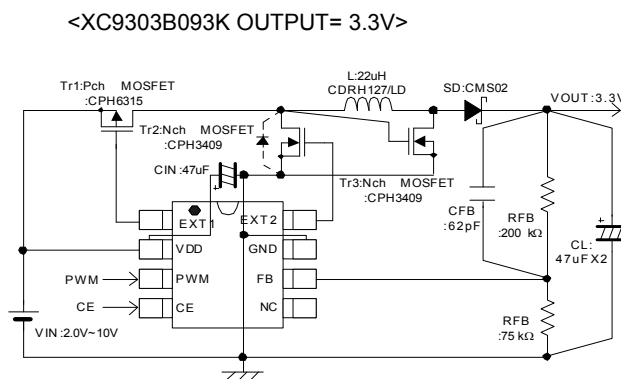 <XC9303B093K OUTPUT= 3.3V>
L:22uH
CDRH127/LD
SD:CMS02
Tr1:Pch MOSFET
:CPH6315
VOUT:3.3V
Tr2:Nch MOSFET
:CPH3409
CIN:47uF
+
Tr3:Nch MOSFET
:CPH3409
EXT1
EXT2
VDD
GND
PWM
PWM
FB
CE
CE
NC
CFB
:62pF
RFB
:200 kΩ
+
CL:
47uFX2
VIN:2.0V~10V
RFB
:75 kΩ